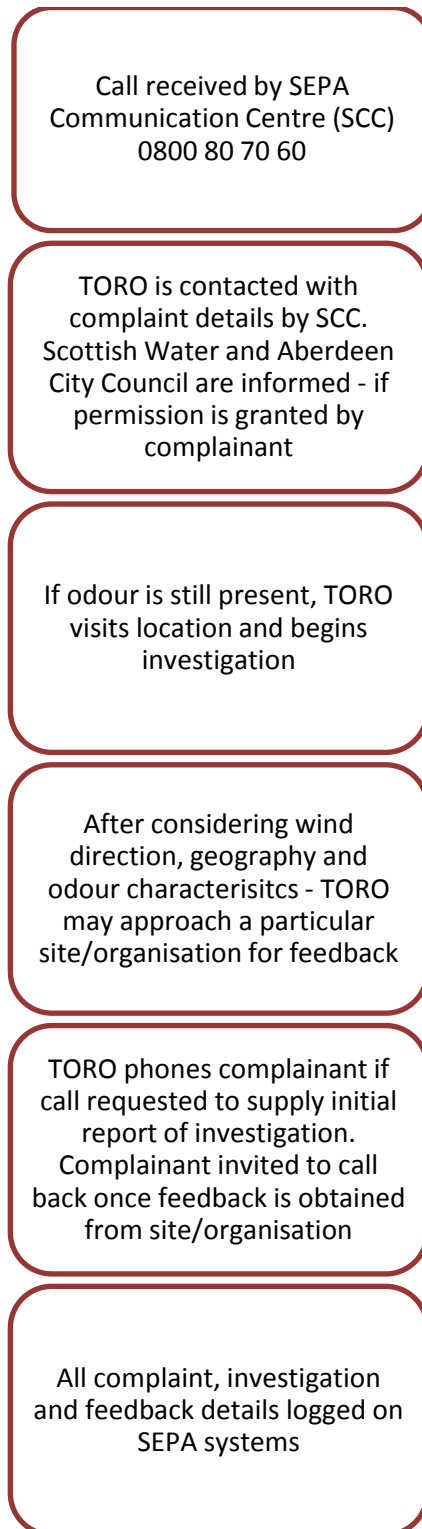 Call received by SEPA
Communication Centre (SCC)
0800 80 70 60
TORO is contacted with
complaint details by SCC.
Scottish Water and Aberdeen
City Council are informed - if
permission is granted by
complainant
If odour is still present, TORO
visits location and begins
investigation
After considering wind
direction, geography and
odour characterisitcs - TORO
may approach a particular
site/organisation for feedback
TORO phones complainant if
call requested to supply initial
report of investigation.
Complainant invited to call
back once feedback is obtained
from site/organisation
All complaint, investigation
and feedback details logged on
SEPA systems